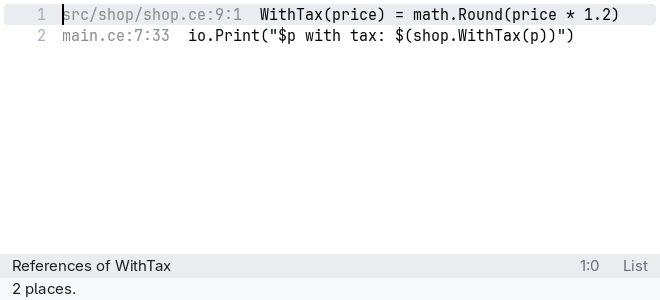 1 src/shop/shop.ce:9:1 WithTax(price) = math.Round(price * 1.2)
2 main.ce:7:33 io.Print("$p with tax: $(shop.WithTax(p))")
References of WithTax 1:0 List
2 places.